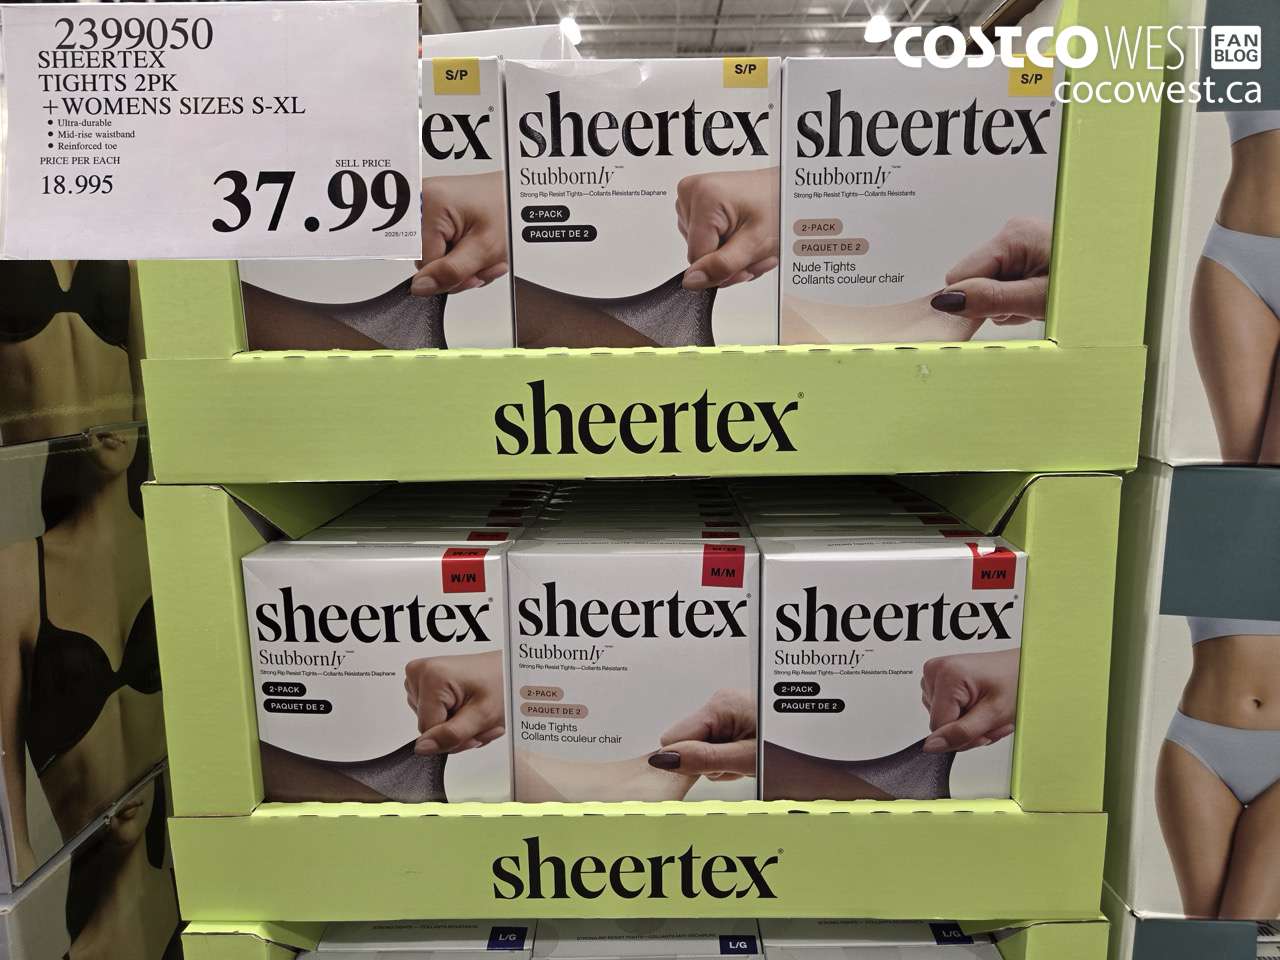 2399050
SHEERTEX
TIGHTS 2PK
+WOMENS SIZES S-XL
• Ultra-durable
• Mid-rise waistband
• Reinforced toe
PRICE PER EACH
18.995
SELL PRICE
37.99
COSTCO WEST FAN BLOG
cocowest.ca
S/P
ex®
S/P
sheertex®
Stubbornly
Strong Rip Resist Tights—Collants Résistants Diaphane
2-PACK
PAQUET DE 2
S/P
sheertex
Stubbornly
Strong Rip Resist Tights—Collants Résistants
2-PACK
PAQUET DE 2
Nude Tights
Collants couleur chair
sheertex®
M/M
sheertex®
Stubbornly
Strong Rip Resist Tights—Collants Résistants Diaphane
2-PACK
PAQUET DE 2
M/M
sheertex®
Stubbornly
Strong Rip Resist Tights—Collants Résistants
2-PACK
PAQUET DE 2
Nude Tights
Collants couleur chair
M/M
sheertex®
Stubbornly
Strong Rip Resist Tights—Collants Résistants Diaphane
2-PACK
PAQUET DE 2
sheertex®
L/G
L/G
L/G